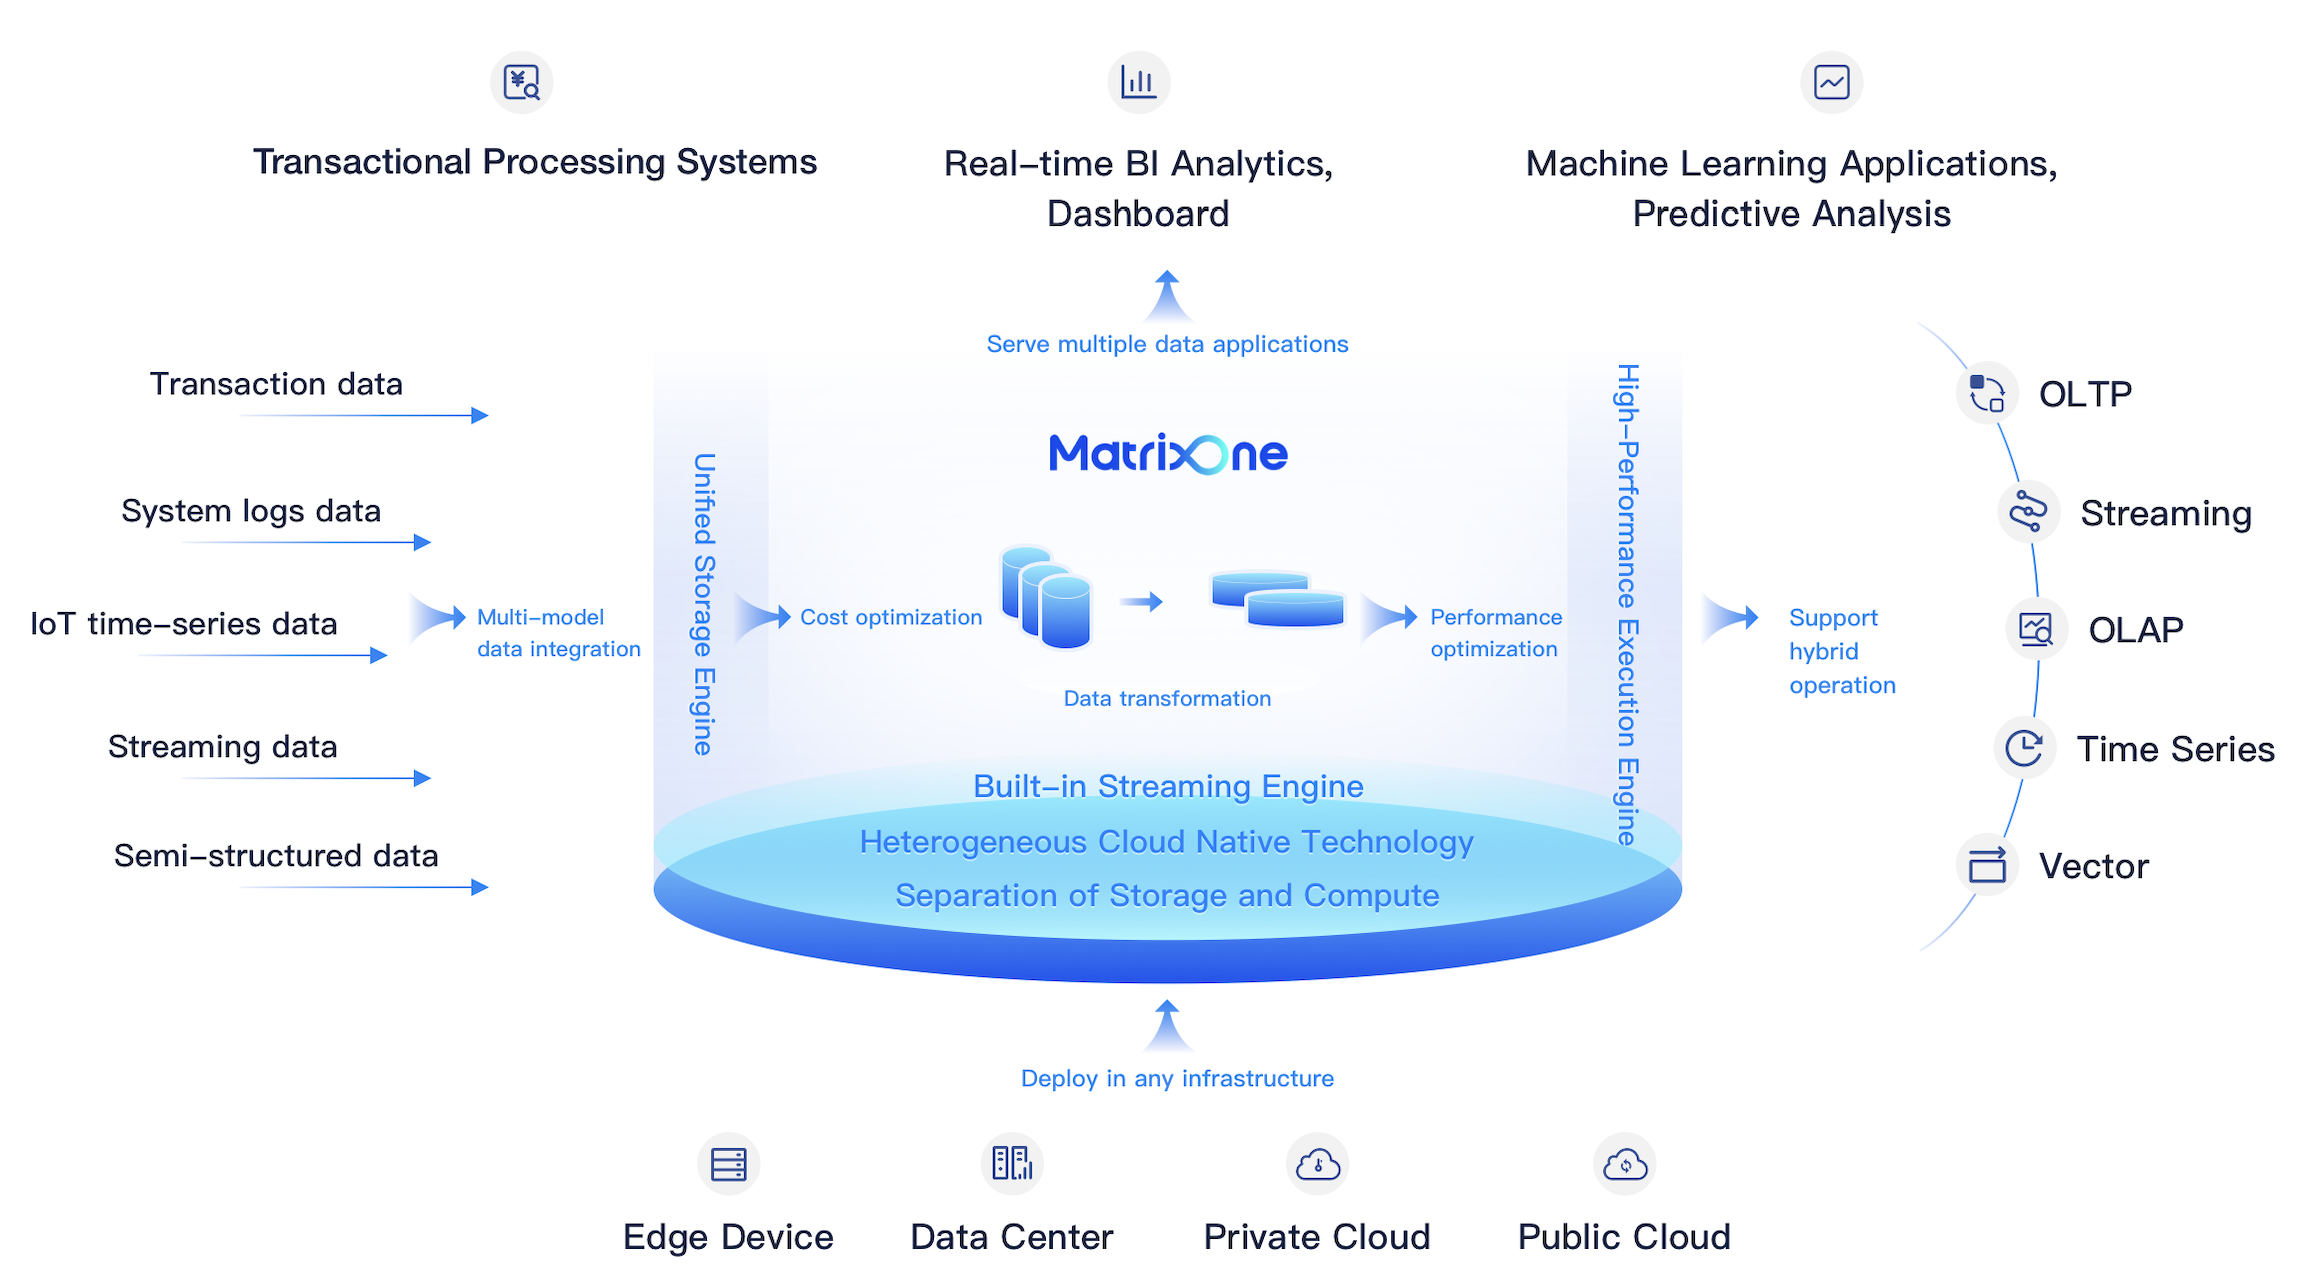 Transactional Processing Systems
Real-time BI Analytics,
Dashboard
Machine Learning Applications,
Predictive Analysis
Serve multiple data applications
Transaction data
System logs data
IoT time-series data
Streaming data
Semi-structured data
Multi-model
data integration
Unified Storage Engine
Cost optimization
MatrixOne
Data transformation
Performance
optimization
High-Performance Execution Engine
Built-in Streaming Engine
Heterogeneous Cloud Native Technology
Separation of Storage and Compute
Support
hybrid
operation
OLTP
Streaming
OLAP
Time Series
Vector
Deploy in any infrastructure
Edge Device
Data Center
Private Cloud
Public Cloud